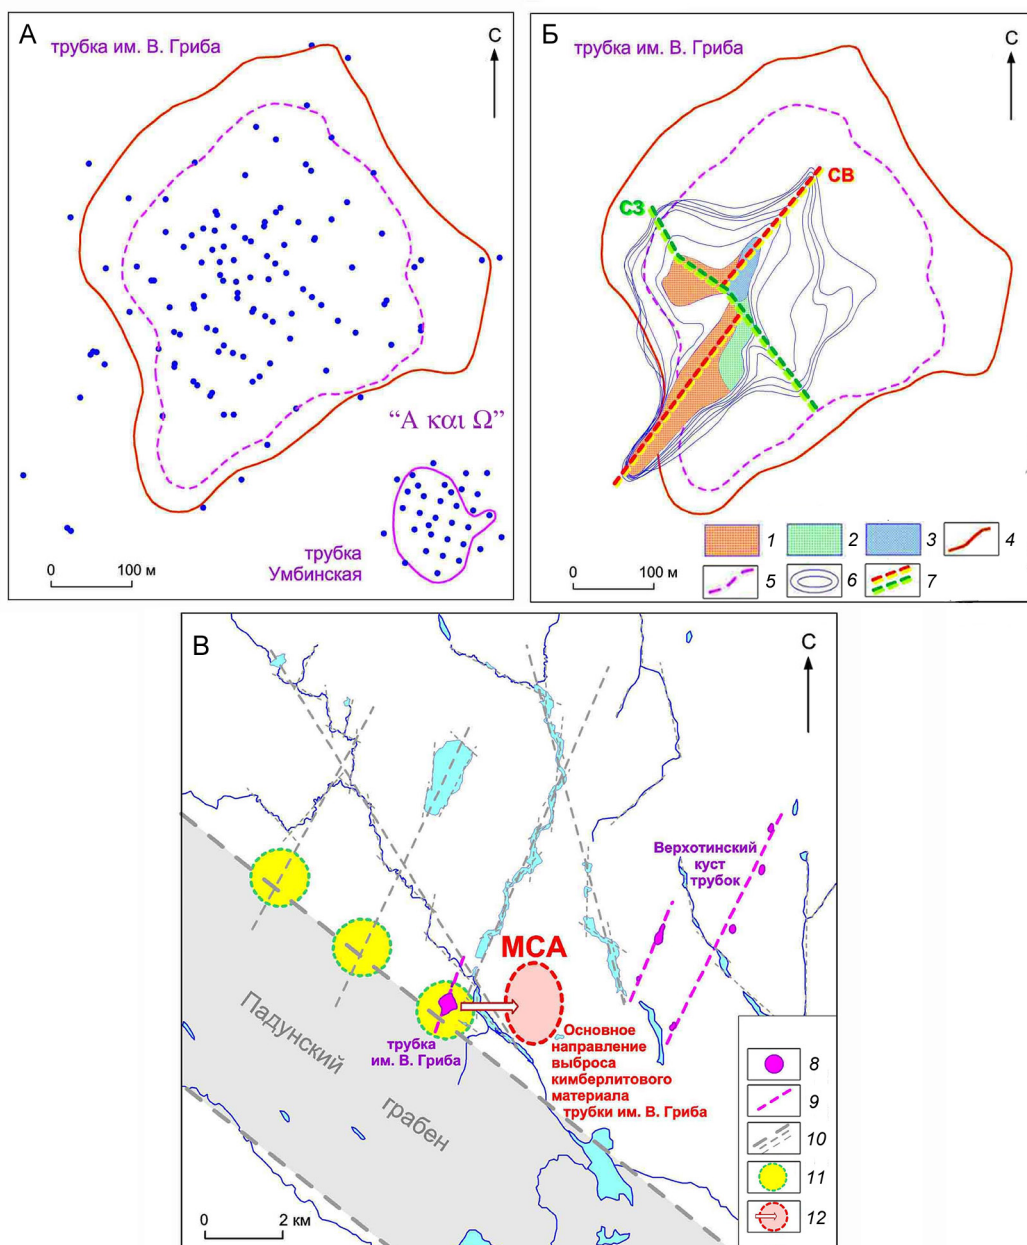 А
трубка им. В. Гриба
С
“Α και Ω”
трубка
Умбинская
0 100 м
Б
трубка им. В. Гриба
С
СВ
СЗ
1
2
3
4
5
6
7
0 100 м
В
С
Верхотинский
куст
трубок
МСА
трубка
им. В. Гриба
Основное
направление
выброса
кимберлитового
материала
трубки им. В. Гриба
Падунский
грабен
8
9
10
11
12
0 2 км